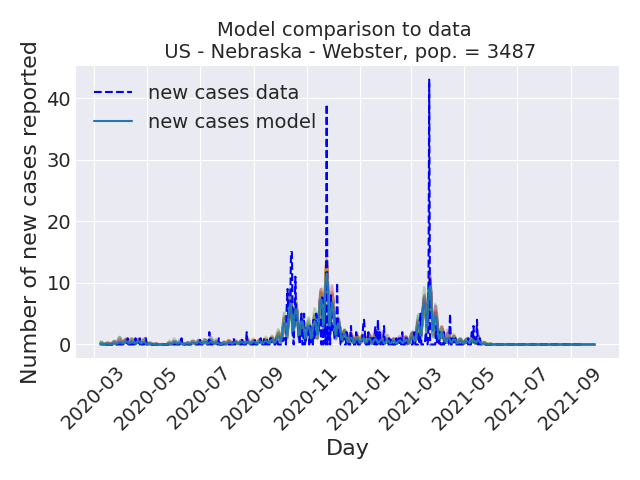 Model comparison to data
US - Nebraska - Webster, pop. = 3487
Number of new cases reported
40
30
20
10
0
new cases data
new cases model
2020-03
2020-05
2020-07
2020-09
2020-11
2021-01
2021-03
2021-05
2021-07
2021-09
Day